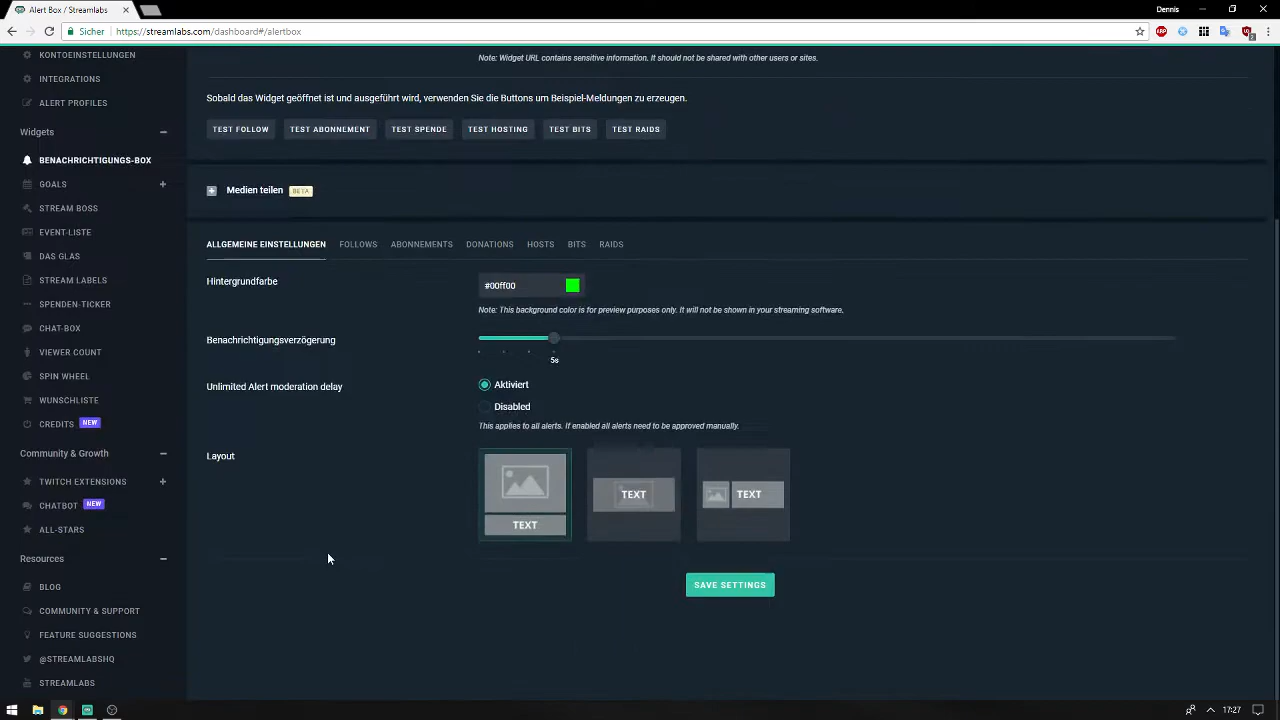 Alert Box / Streamlabs
Dennis
Sicher
https://streamlabs.com/dashboard#/alertbox
KONTOEINSTELLUNGEN
INTEGRATIONS
ALERT PROFILES
Widgets
BENACHRICHTIGUNGS-BOX
GOALS
STREAM BOSS
EVENT-LISTE
DAS GLAS
STREAM LABELS
SPENDEN-TICKER
CHAT-BOX
VIEWER COUNT
SPIN WHEEL
WUNSCHLISTE
CREDITS NEW
Community & Growth
TWITCH EXTENSIONS
CHATBOT NEW
ALL-STARS
Resources
BLOG
COMMUNITY & SUPPORT
FEATURE SUGGESTIONS
@STREAMLABSHQ
STREAMLABS
Note: Widget URL contains sensitive information. It should not be shared with other users or sites.
Sobald das Widget geöffnet ist und ausgeführt wird, verwenden Sie die Buttons um Beispiel-Meldungen zu erzeugen.
TEST FOLLOW TEST ABONNEMENT TEST SPENDE TEST HOSTING TEST BITS TEST RAIDS
Medien teilen BETA
ALLGEMEINE EINSTELLUNGEN FOLLOWS ABONNEMENTS DONATIONS HOSTS BITS RAIDS
Hintergrundfarbe
#00ff00
Note: This background color is for preview purposes only. It will not be shown in your streaming software.
Benachrichtigungsverzögerung
5s
Unlimited Alert moderation delay
Aktiviert
Disabled
This applies to all alerts. If enabled all alerts need to be approved manually.
Layout
TEXT
TEXT
TEXT
SAVE SETTINGS
17:27